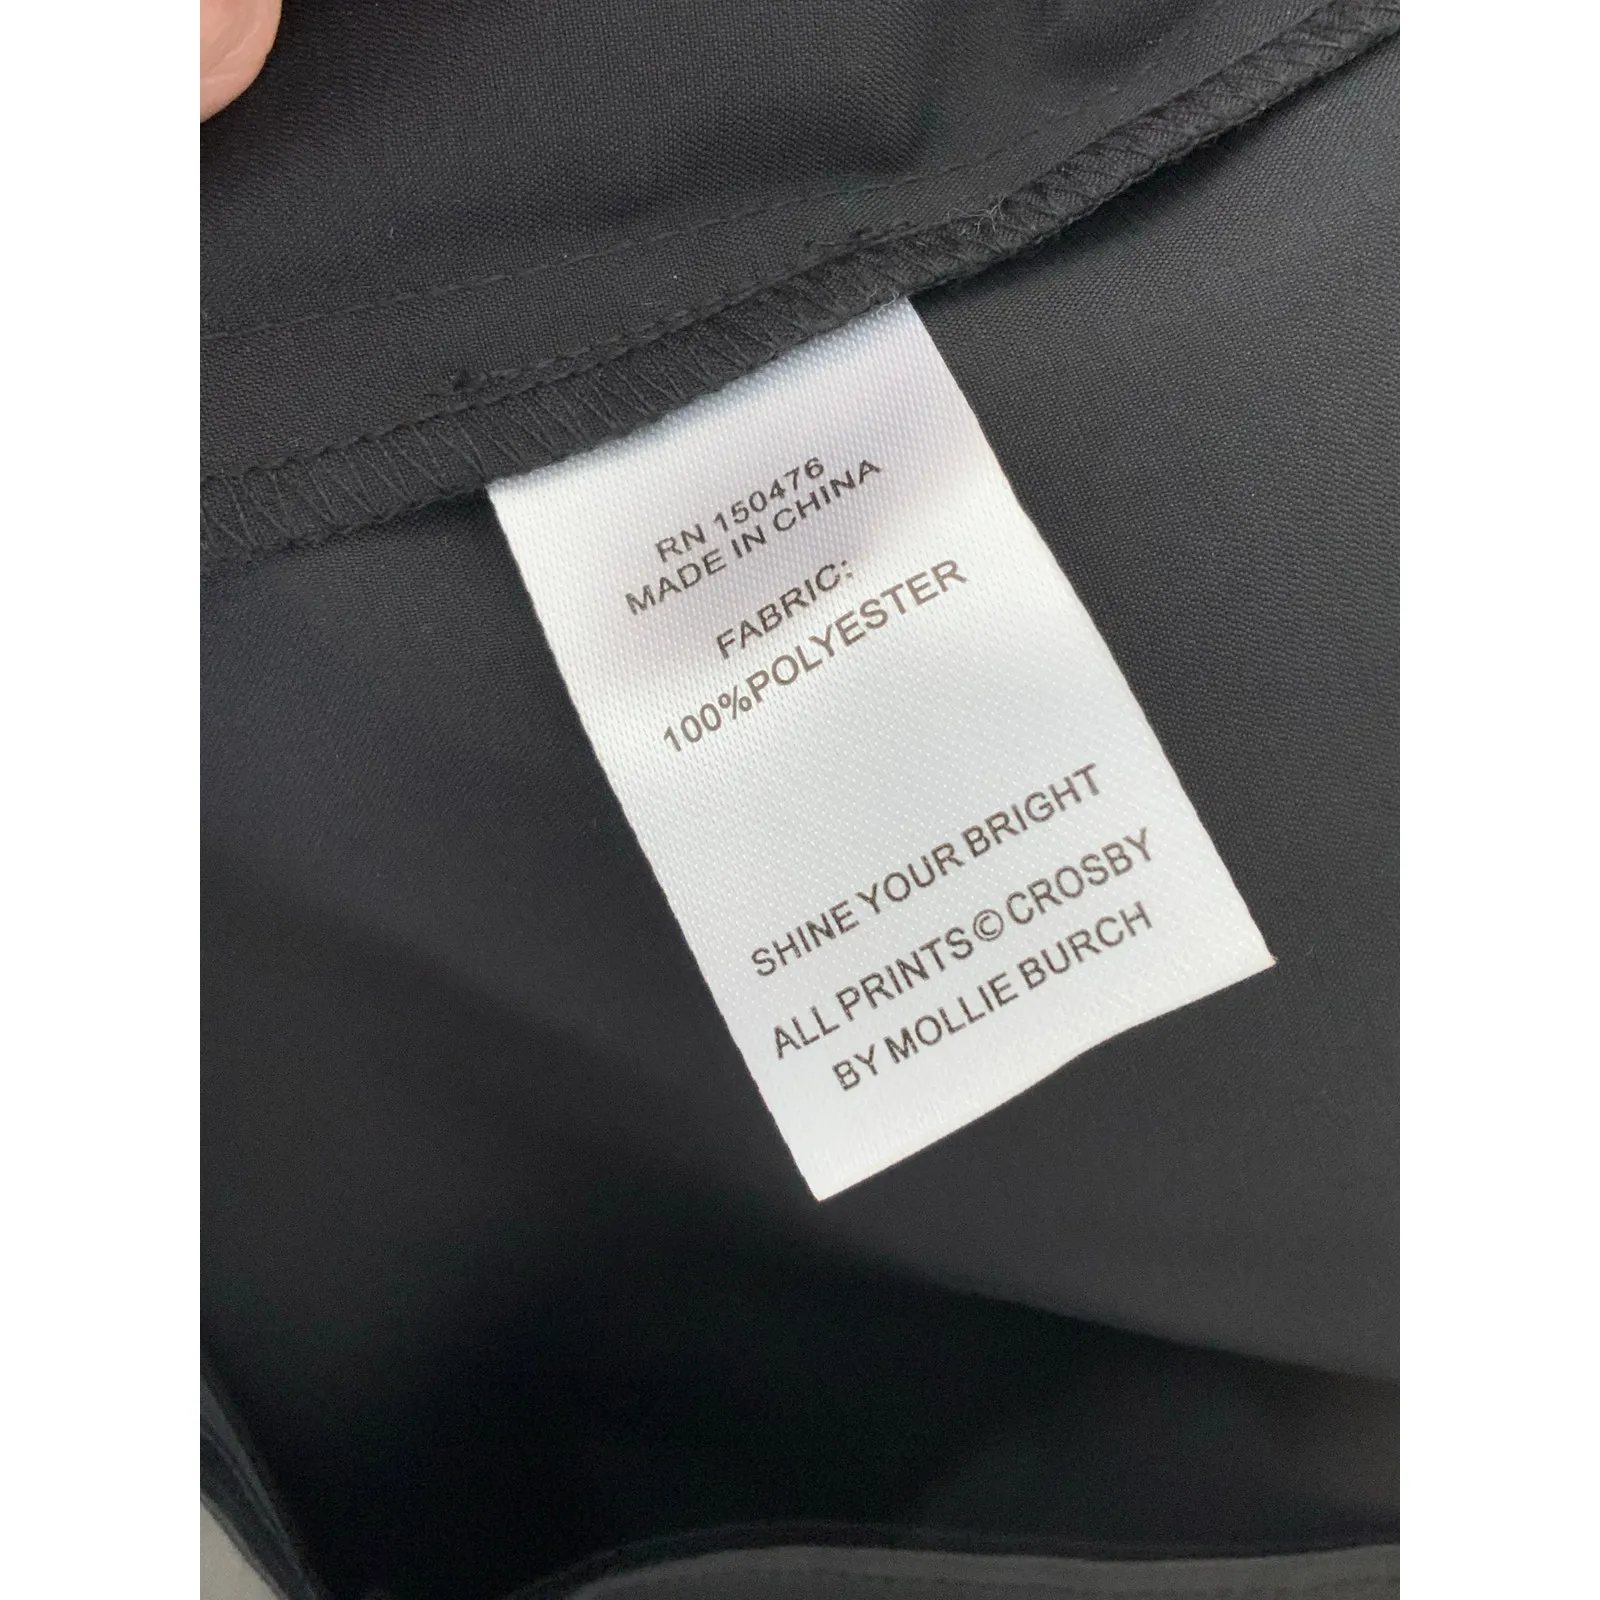 RN 150476
MADE IN CHINA
FABRIC:
100%POLYESTER
SHINE YOUR BRIGHT
ALL PRINTS© CROSBY
BY MOLLIE BURCH